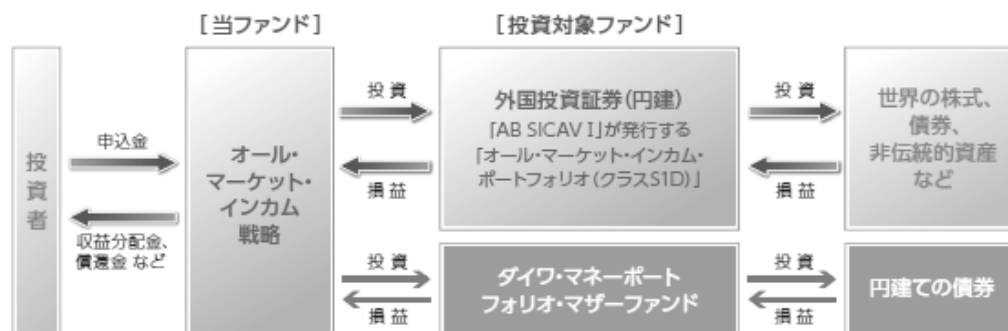 [当ファンド]
[投資対象ファンド]
投資者
申込金
収益分配金、
償還金 など
オール・
マーケット・
インカム
戦略
投資
損益
外国投資証券(円建)
「AB SICAV I」が発行する
「オール・マーケット・インカム・
ポートフォリオ(クラスS1D)」
投資
損益
世界の株式、
債券、
非伝統的資産
など
投資
損益
ダイワ・マネーポート
フォリオ・マザーファンド
投資
損益
円建ての債券